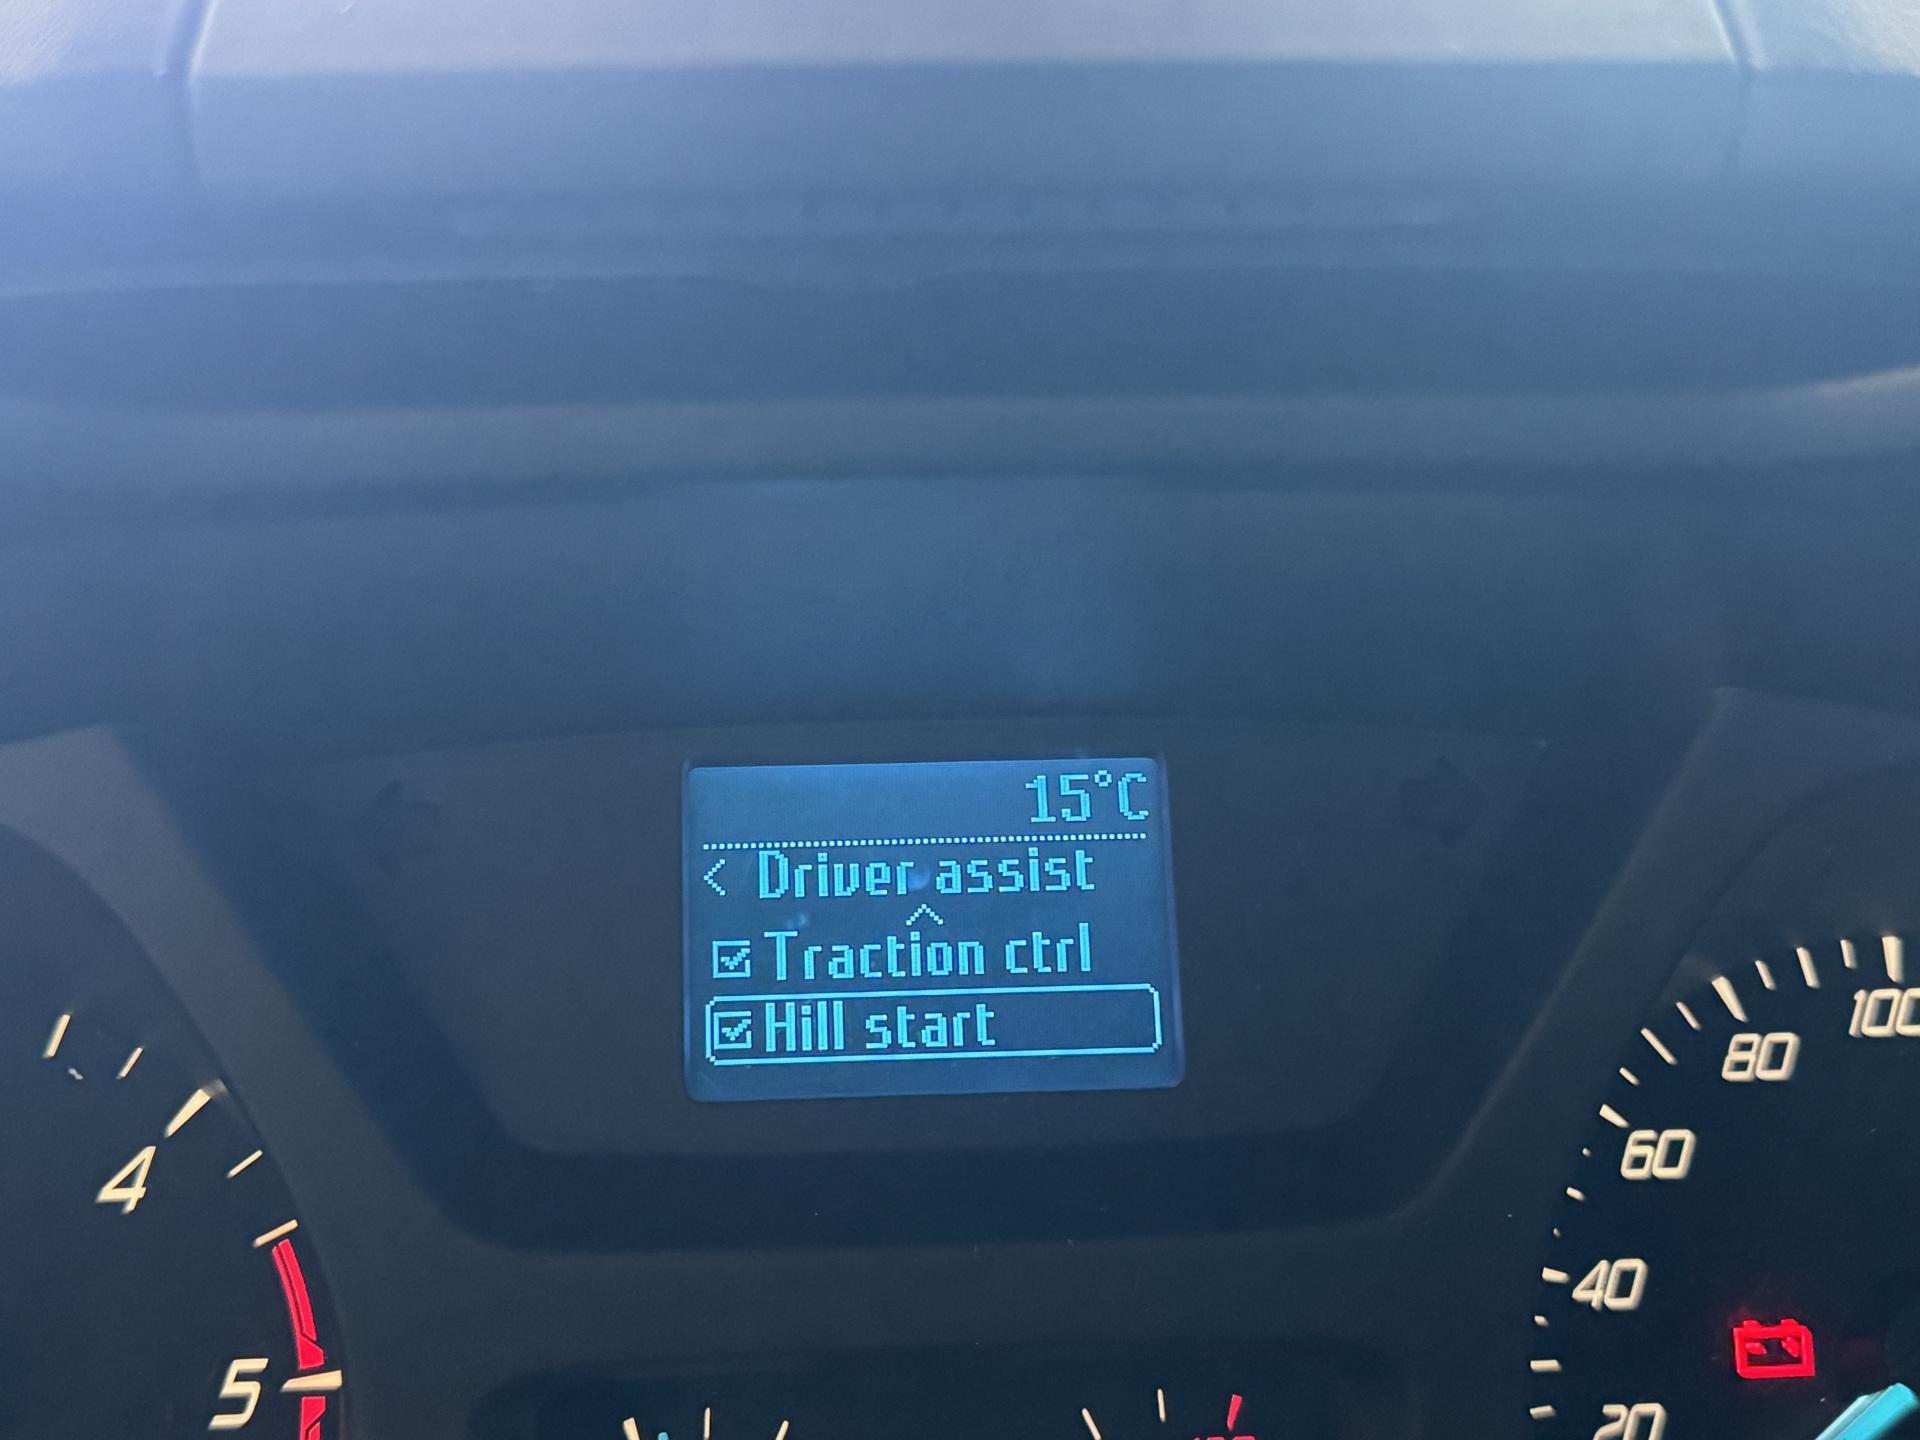 15°C
< Driver assist
Traction ctrl
Hill start
4
5
100
80
60
40
20